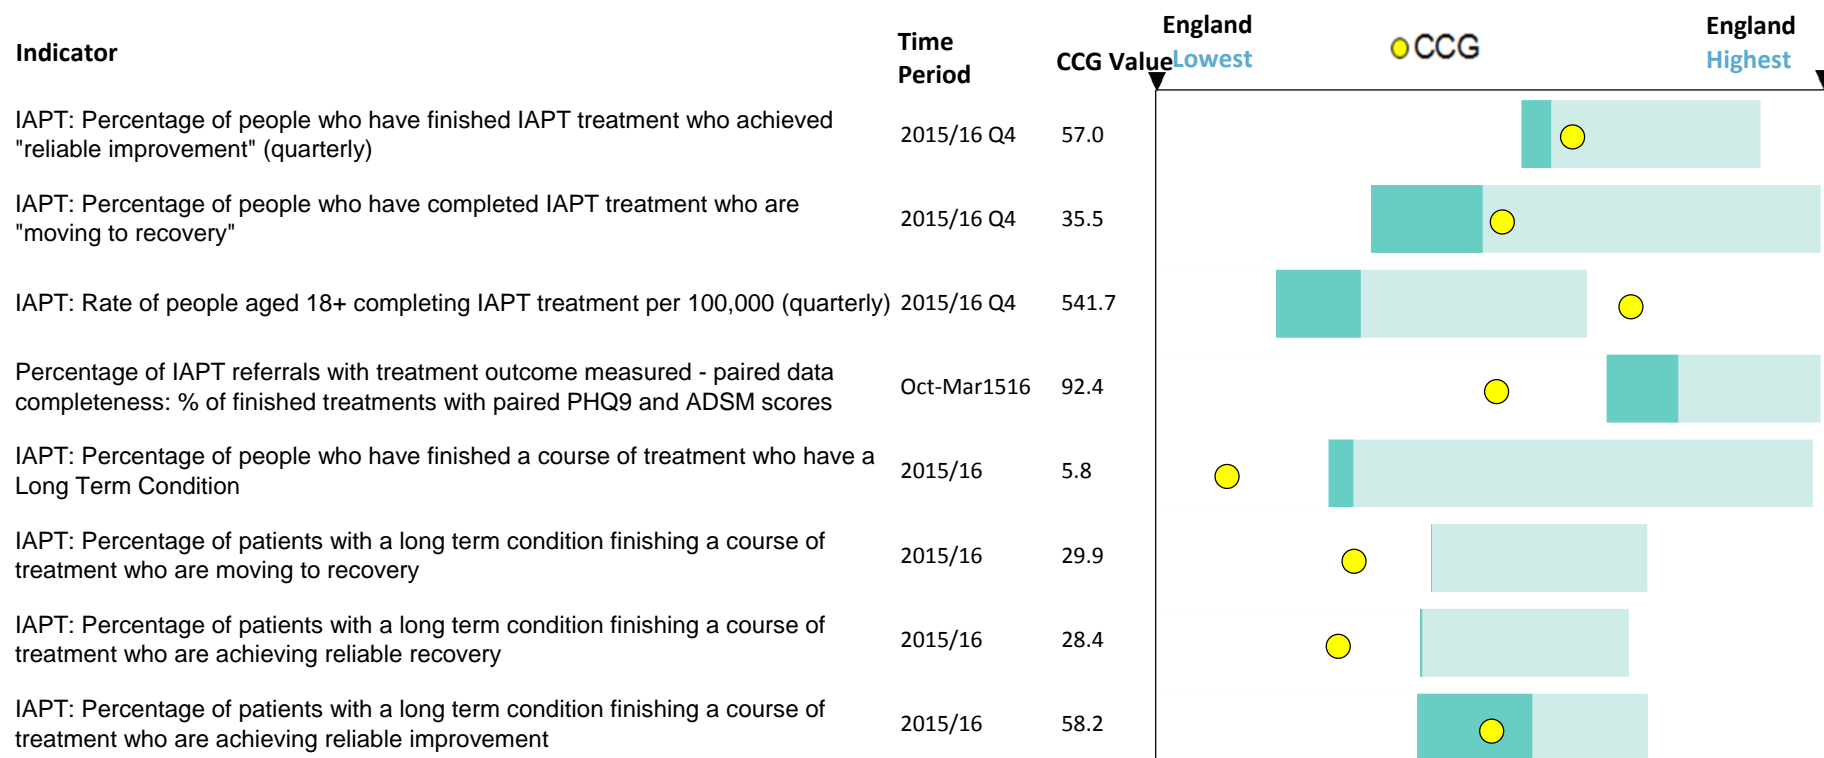 Indicator
Time
Period
CCG Value
England
Lowest
CCG
England
Highest
IAPT: Percentage of people who have finished IAPT treatment who achieved
"reliable improvement" (quarterly)
2015/16 Q4
57.0
IAPT: Percentage of people who have completed IAPT treatment who are
"moving to recovery"
2015/16 Q4
35.5
IAPT: Rate of people aged 18+ completing IAPT treatment per 100,000 (quarterly)
2015/16 Q4
541.7
Percentage of IAPT referrals with treatment outcome measured - paired data
completeness: % of finished treatments with paired PHQ9 and ADSM scores
Oct-Mar1516
92.4
IAPT: Percentage of people who have finished a course of treatment who have a
Long Term Condition
2015/16
5.8
IAPT: Percentage of patients with a long term condition finishing a course of
treatment who are moving to recovery
2015/16
29.9
IAPT: Percentage of patients with a long term condition finishing a course of
treatment who are achieving reliable recovery
2015/16
28.4
IAPT: Percentage of patients with a long term condition finishing a course of
treatment who are achieving reliable improvement
2015/16
58.2